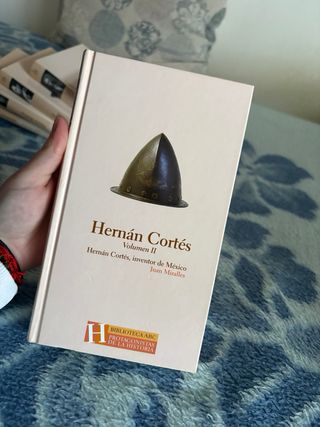 Hernán Cortés
Volumen II
Hernán Cortés, inventor de México
Juan Miralles
H
BIBLIOTECA ABC
PROTAGONISTAS
DE LA HISTORIA